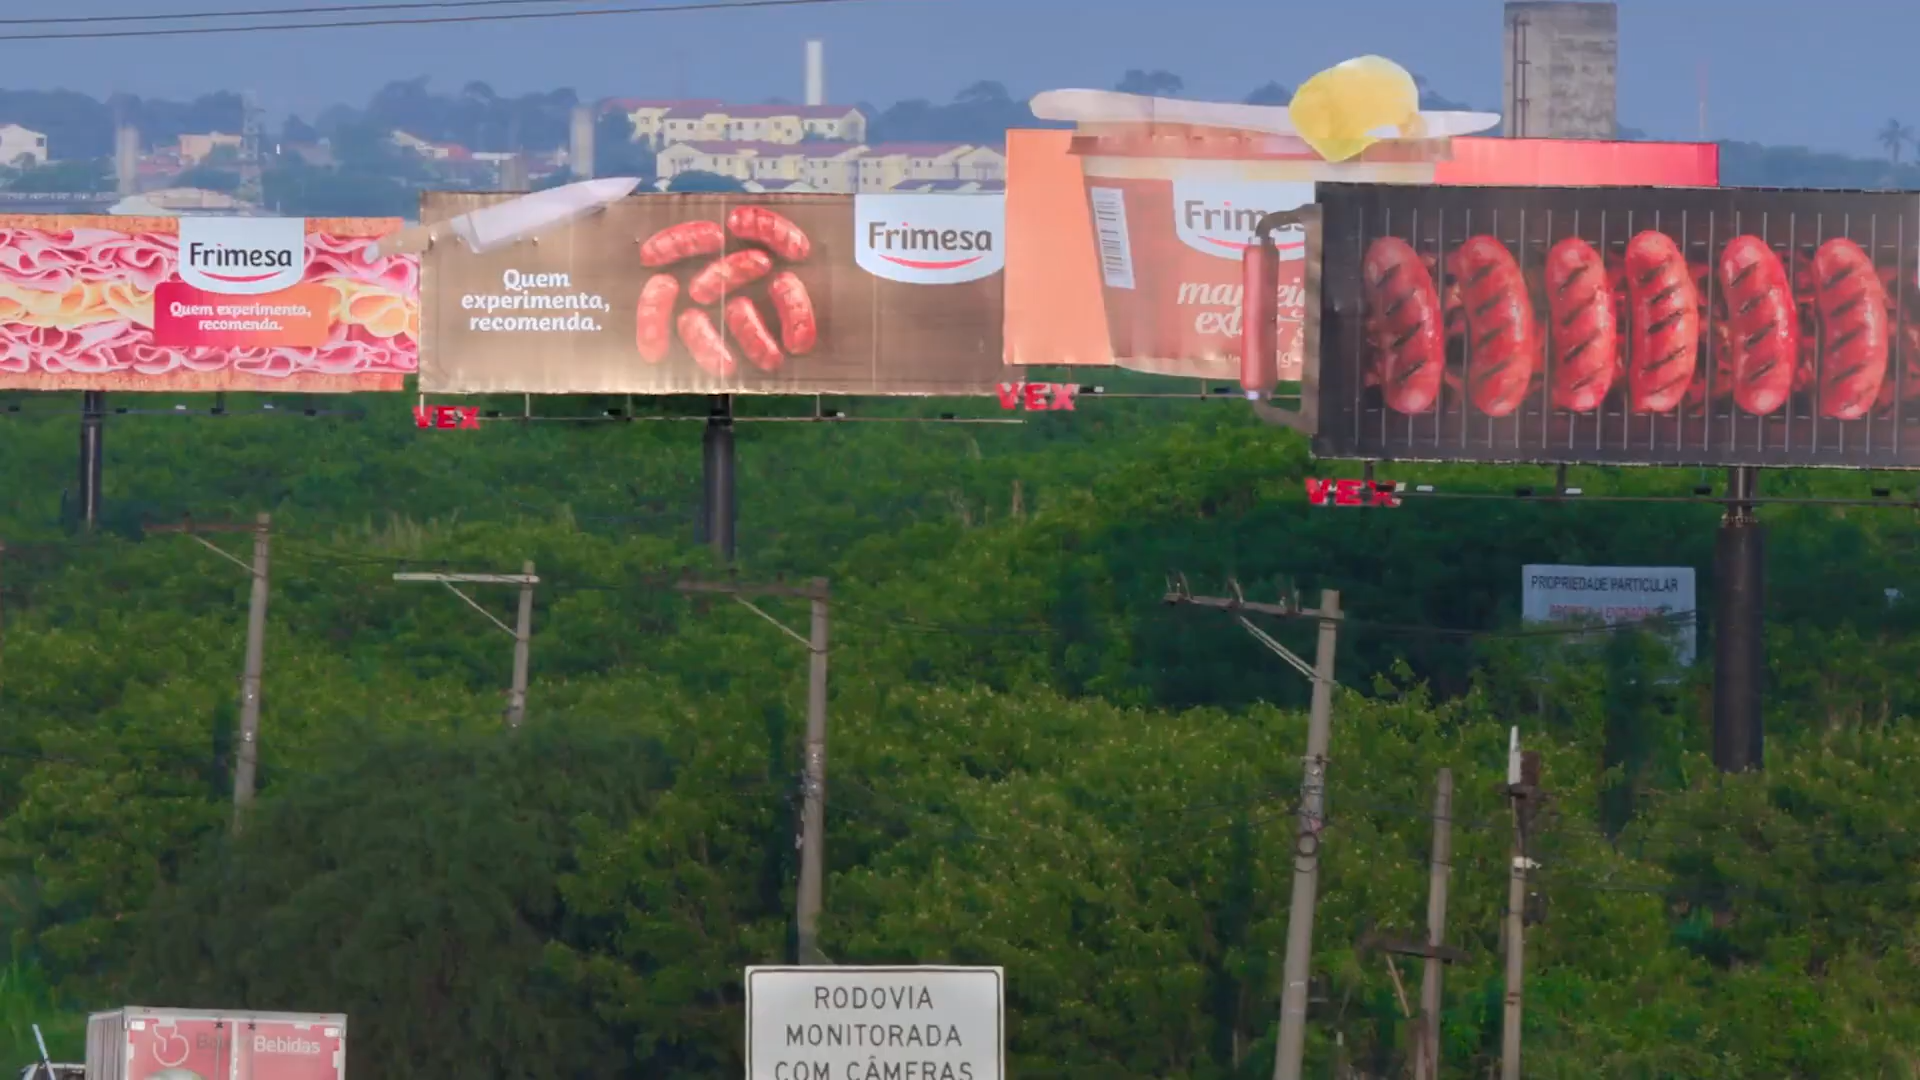 Frimesa
Quem experimenta,
recomenda.
Quem
experimenta,
recomenda.
Frimesa
VEX
VEX
VEX
PROPRIEDADE PARTICULAR
Bebidas
RODOVIA
MONITORADA
COM CÂMERAS